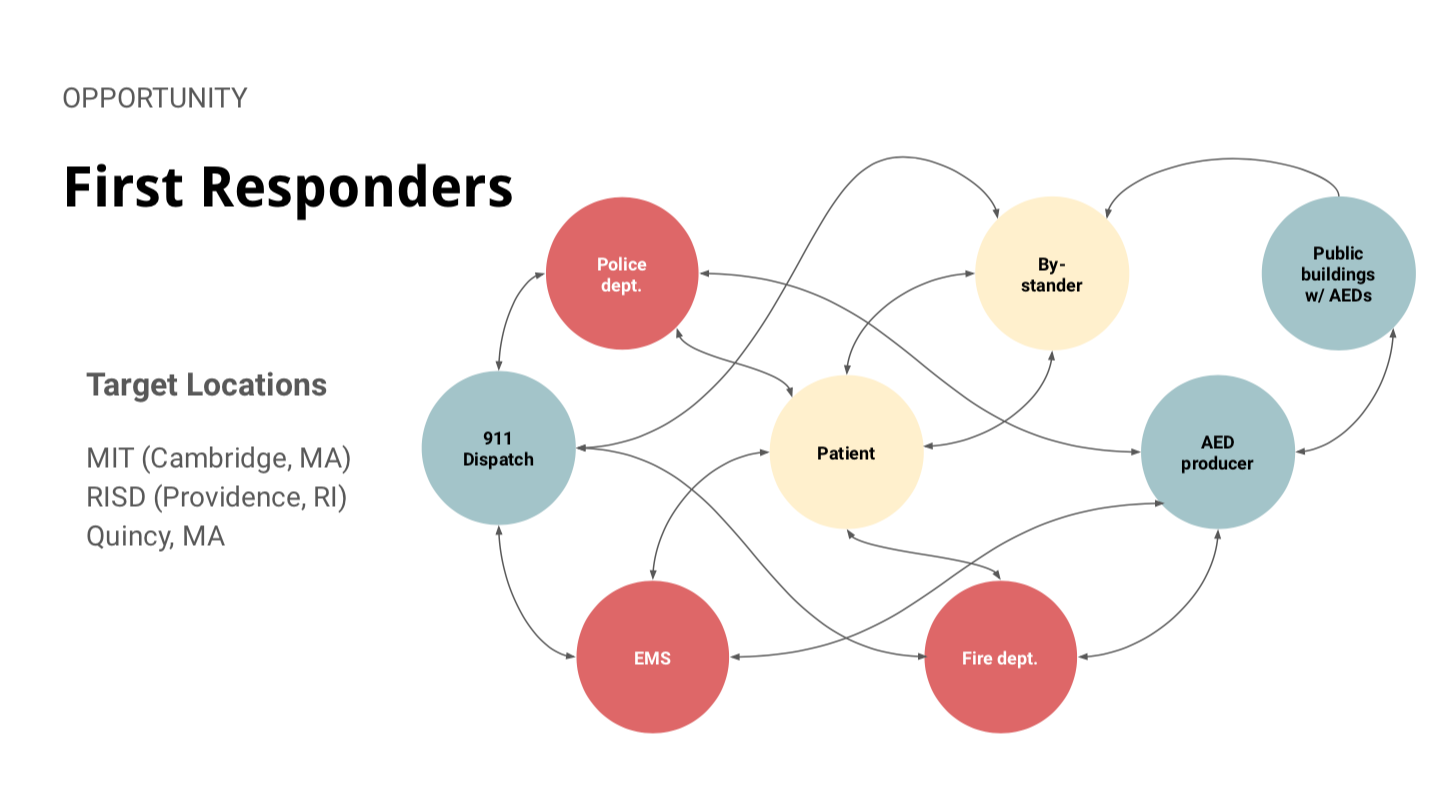 OPPORTUNITY
First Responders
Target Locations
MIT (Cambridge, MA)
RISD (Providence, RI)
Quincy, MA
Police
dept.
By-
stander
Public
buildings
w/ AEDs
911
Dispatch
Patient
AED
producer
EMS
Fire dept.